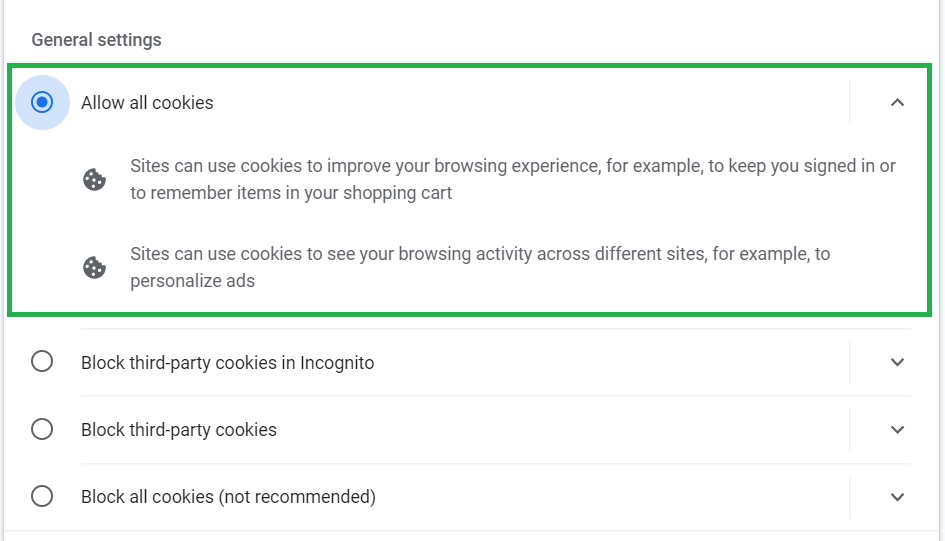 General settings
Allow all cookies
Sites can use cookies to improve your browsing experience, for example, to keep you signed in or
to remember items in your shopping cart
Sites can use cookies to see your browsing activity across different sites, for example, to
personalize ads
Block third-party cookies in Incognito
Block third-party cookies
Block all cookies (not recommended)